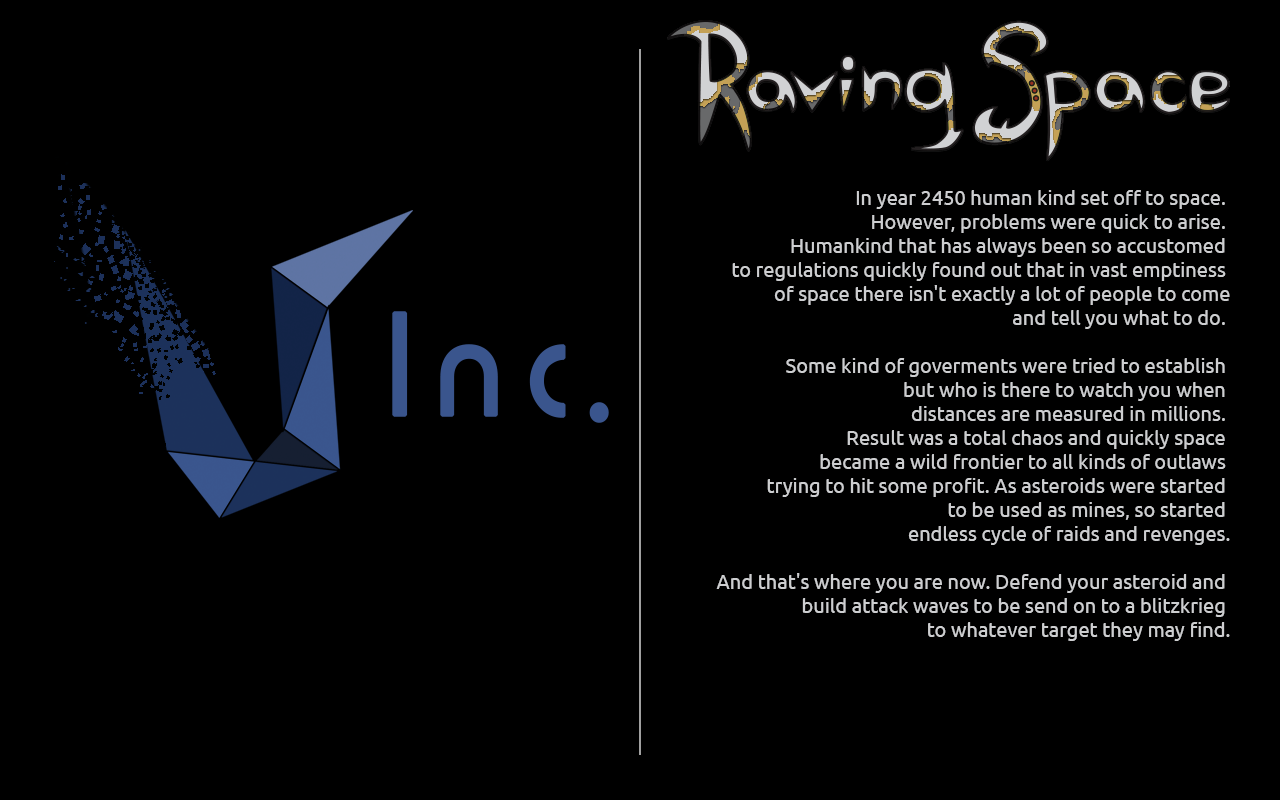 Inc.
Raving Space
In year 2450 human kind set off to space.
However, problems were quick to arise.
Humankind that has always been so accustomed
to regulations quickly found out that in vast emptiness
of space there isn't exactly a lot of people to come
and tell you what to do.
Some kind of goverments were tried to establish
but who is there to watch you when
distances are measured in millions.
Result was a total chaos and quickly space
became a wild frontier to all kinds of outlaws
trying to hit some profit. As asteroids were started
to be used as mines, so started
endless cycle of raids and revenges.
And that's where you are now. Defend your asteroid and
build attack waves to be send on to a blitzkrieg
to whatever target they may find.